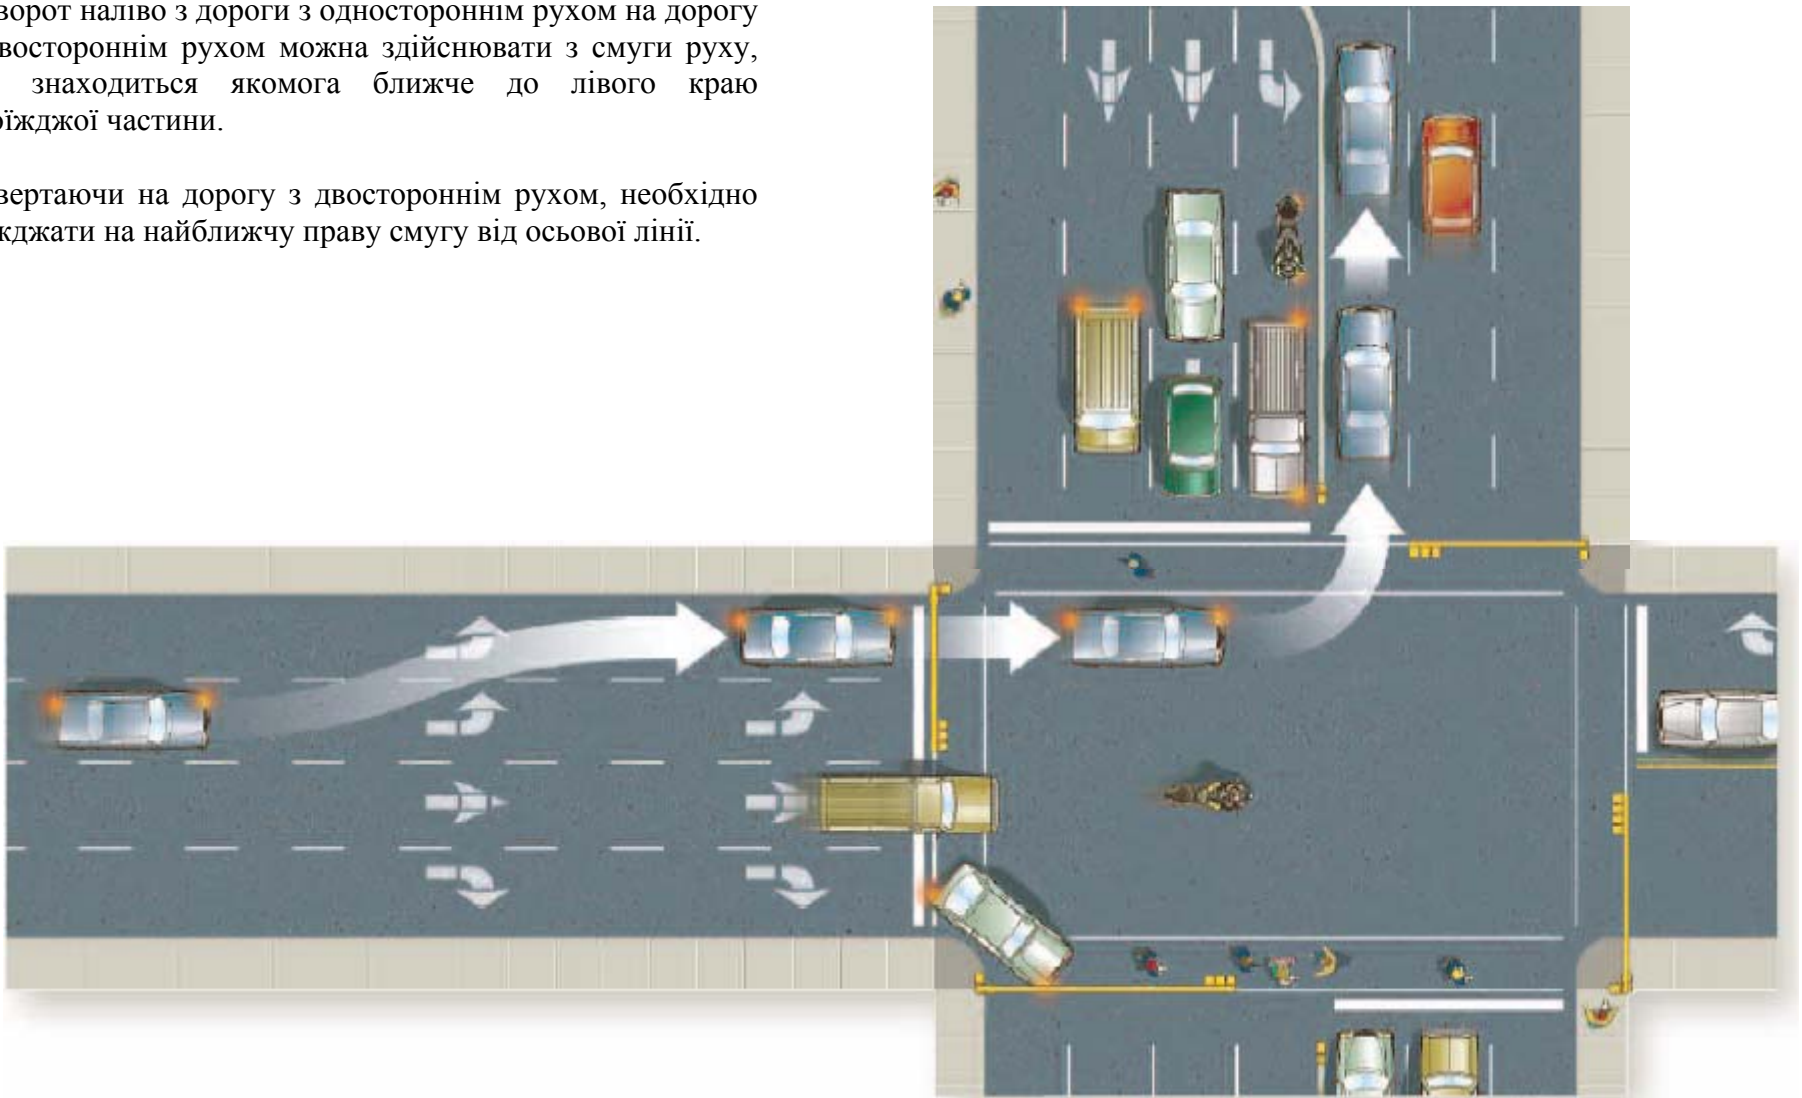 ворот наліво з дороги з одностороннім рухом на дорогу
востороннім рухом можна здійснювати з смуги руху,
знаходиться якомога ближче до лівого краю
їжджої частини.
вертаючи на дорогу з двостороннім рухом, необхідно
жджати на найближчу праву смугу від осьової лінії.